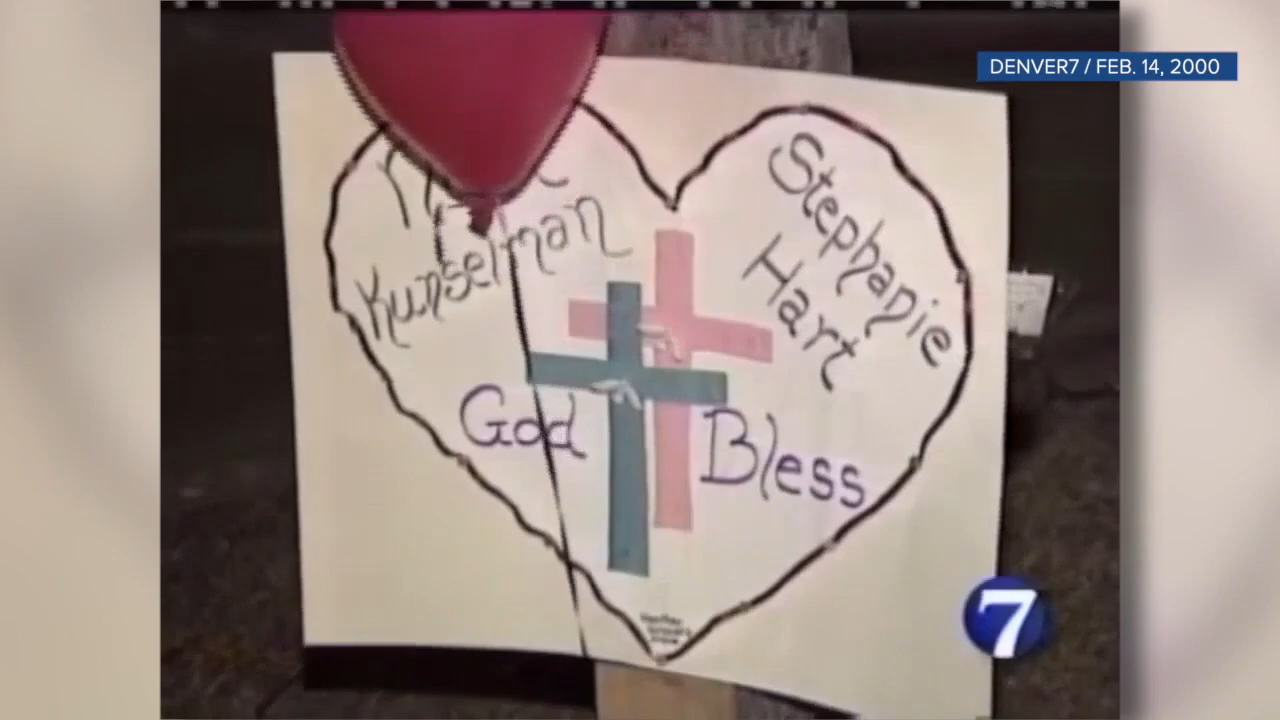 DENVER7 / FEB. 14, 2000
Kunselman
Stephanie
Hart
God Bless
7